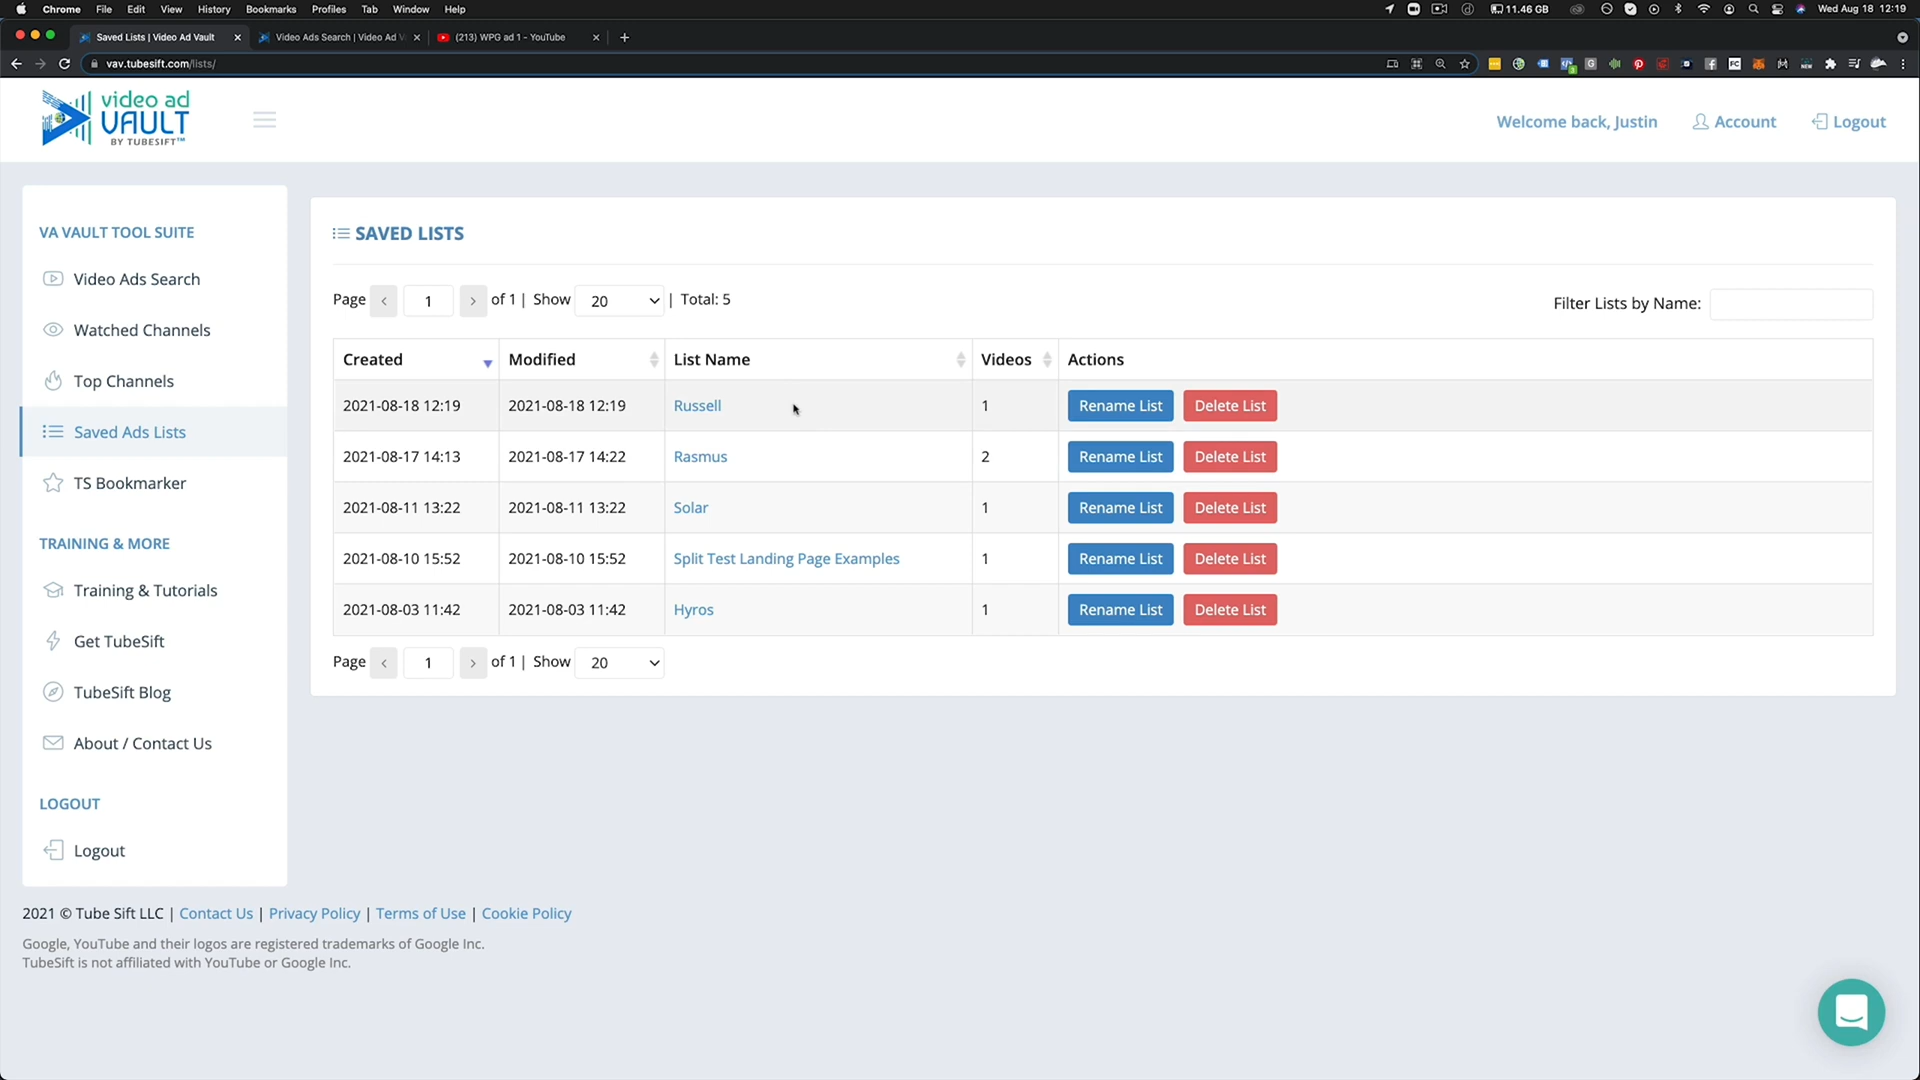 Chrome File Edit View History Bookmarks Profiles Tab Window Help 11.46 GB Wed Aug 18 12:19
Saved Lists | Video Ad Vault Video Ads Search | Video Ad V (213) WPG ad 1 - YouTube
vav.tubesift.com/lists/
video ad
VAULT
BY TUBESIFT™
Welcome back, Justin Account Logout
VA VAULT TOOL SUITE
Video Ads Search
Watched Channels
Top Channels
Saved Ads Lists
TS Bookmarker
TRAINING & MORE
Training & Tutorials
Get TubeSift
TubeSift Blog
About / Contact Us
LOGOUT
Logout
SAVED LISTS
Page < 1 > of 1 | Show 20 | Total: 5
Filter Lists by Name:
Created Modified List Name Videos Actions
2021-08-18 12:19 2021-08-18 12:19 Russell 1 Rename List Delete List
2021-08-17 14:13 2021-08-17 14:22 Rasmus 2 Rename List Delete List
2021-08-11 13:22 2021-08-11 13:22 Solar 1 Rename List Delete List
2021-08-10 15:52 2021-08-10 15:52 Split Test Landing Page Examples 1 Rename List Delete List
2021-08-03 11:42 2021-08-03 11:42 Hyros 1 Rename List Delete List
Page < 1 > of 1 | Show 20
2021 © Tube Sift LLC | Contact Us | Privacy Policy | Terms of Use | Cookie Policy
Google, YouTube and their logos are registered trademarks of Google Inc.
TubeSift is not affiliated with YouTube or Google Inc.